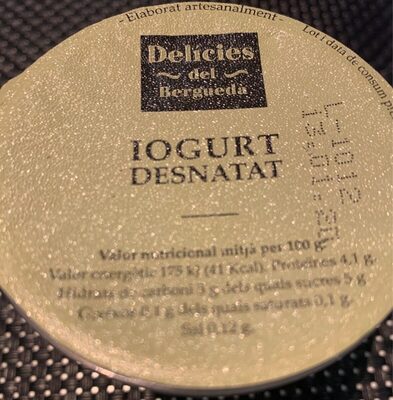 - Elaborat artesanalment -
Lot i data de consum
Delícies
del
Berguedà
IOGURT
DESNATAT
L-1012
13.01.
Valor nutricional mitjà per 100 g.
Valor energètic 175 kJ (41 Kcal). Proteïnes 4,1 g.
Hidrats de carboni 5 g dels quals sucres 5 g
Greixos 0,1 g dels quals saturats 0,1 g.
Sal 0,12 g.